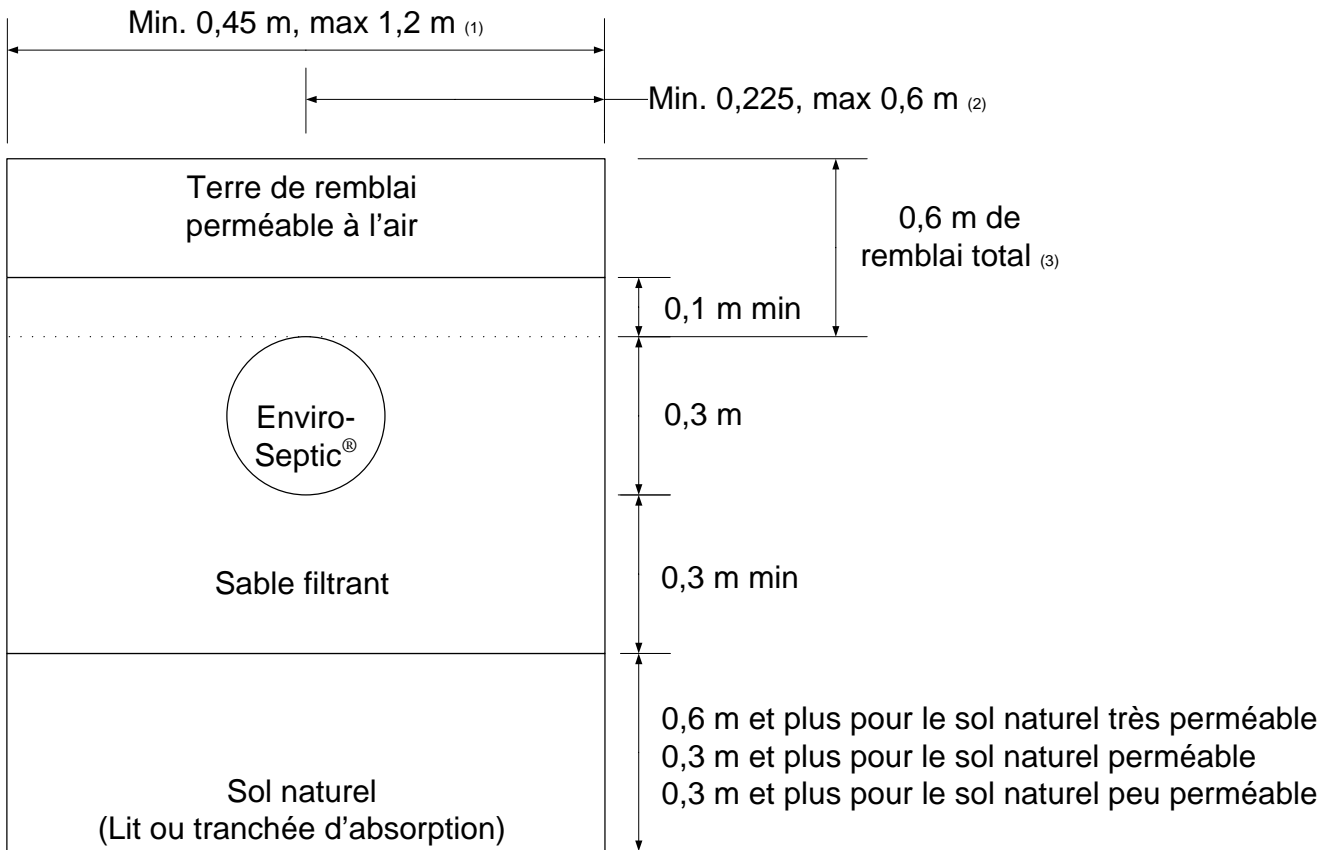 Min. 0,45 m, max 1,2 m (1)
Min. 0,225, max 0,6 m (2)
Terre de remblai
perméable à l’air
0,6 m de
remblai total (3)
0,1 m min
Enviro-
Septic®
0,3 m
Sable filtrant
0,3 m min
0,6 m et plus pour le sol naturel très perméable
0,3 m et plus pour le sol naturel perméable
0,3 m et plus pour le sol naturel peu perméable
Sol naturel
(Lit ou tranchée d’absorption)